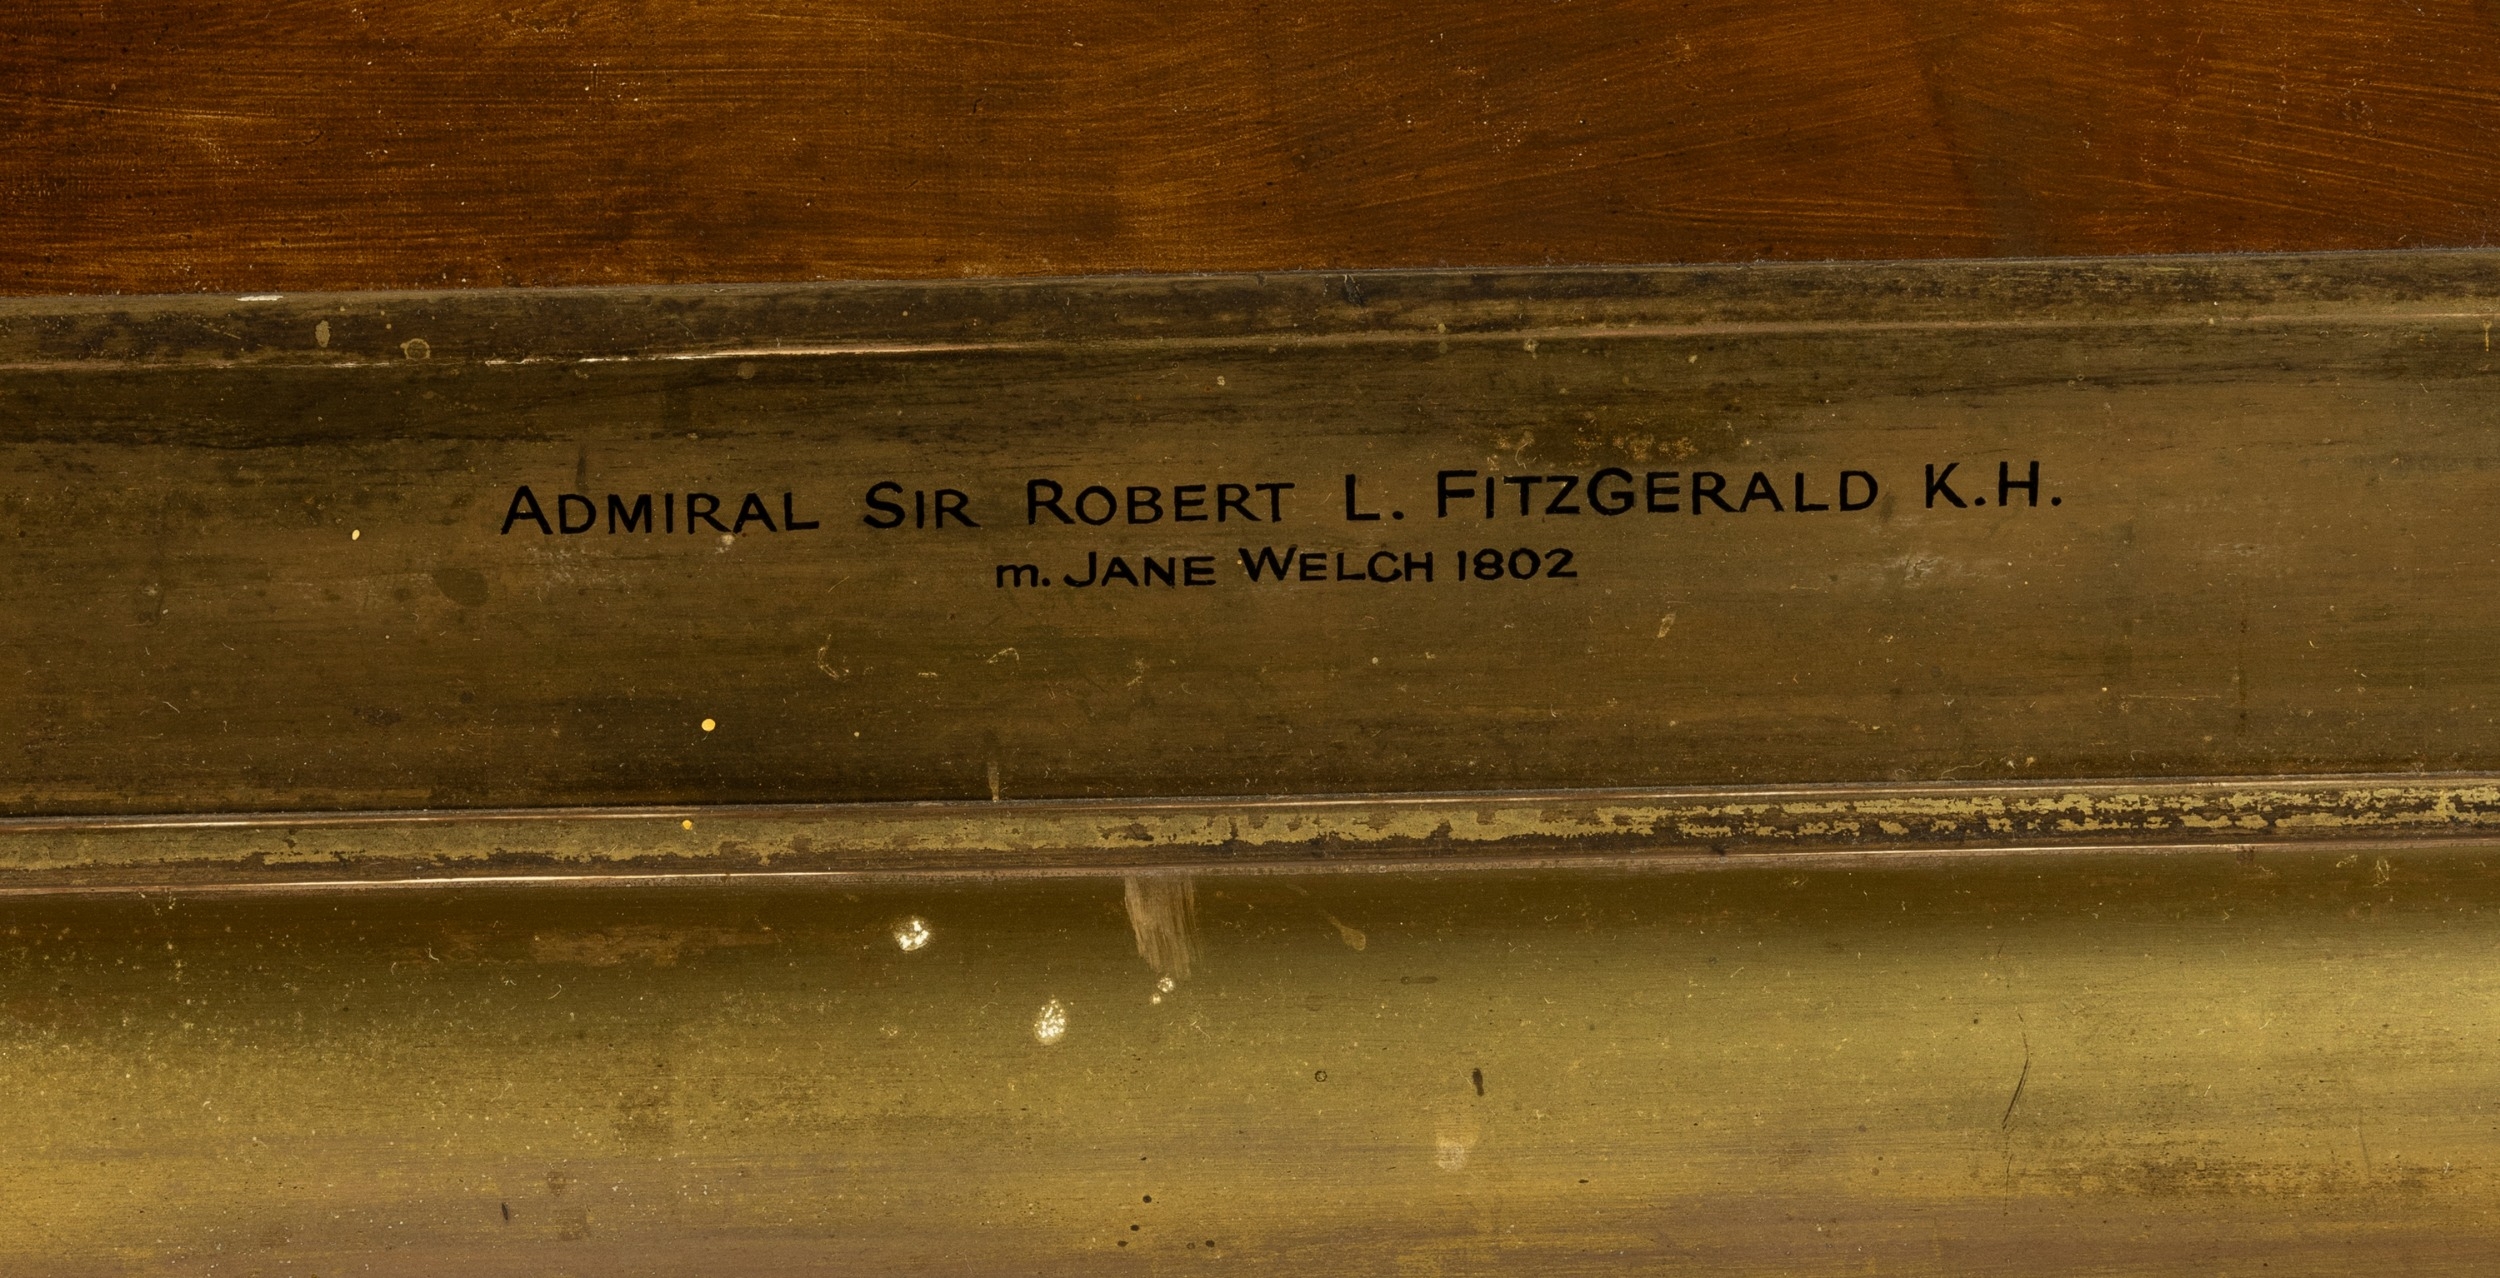 ADMIRAL SIR ROBERT L. FITZGERALD K.H.
m. JANE WELCH 1802